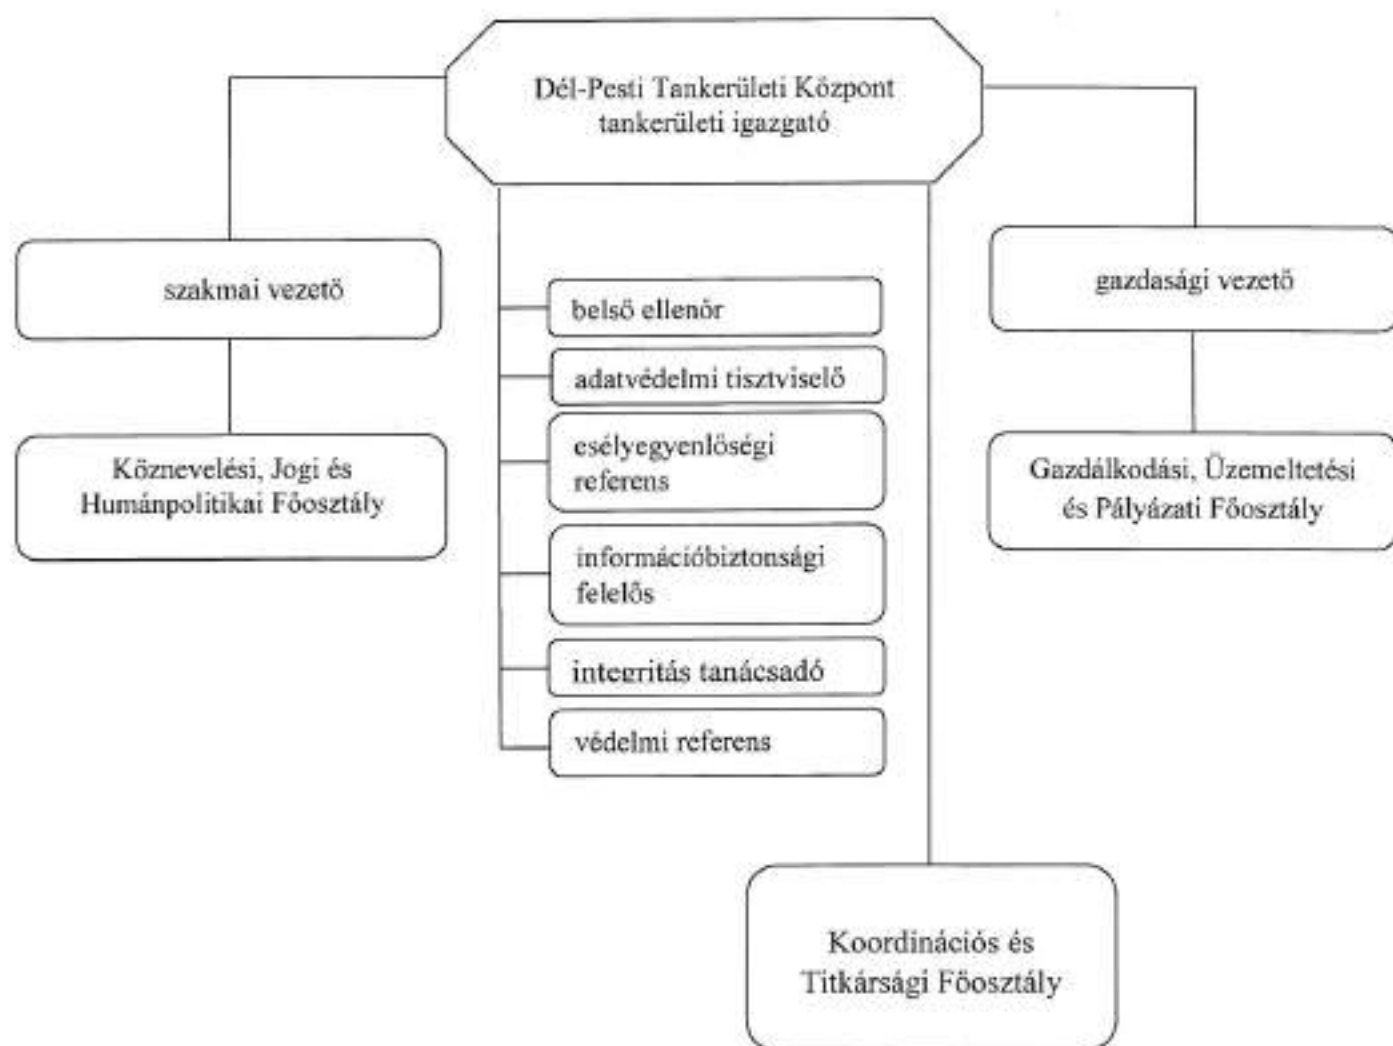 Dél-Pesti Tankerületi Központ
tankerületi igazgató
szakmai vezető
gazdasági vezető
belső ellenőr
adatvédelmi tisztviselő
esélyegyenlőségi
referens
információbiztonsági
felelős
integritás tanácsadó
védelmi referens
Köznevelési, Jogi és
Humánpolitikai Főosztály
Gazdálkodási, Üzemeltetési
és Pályázati Főosztály
Koordinációs és
Titkársági Főosztály